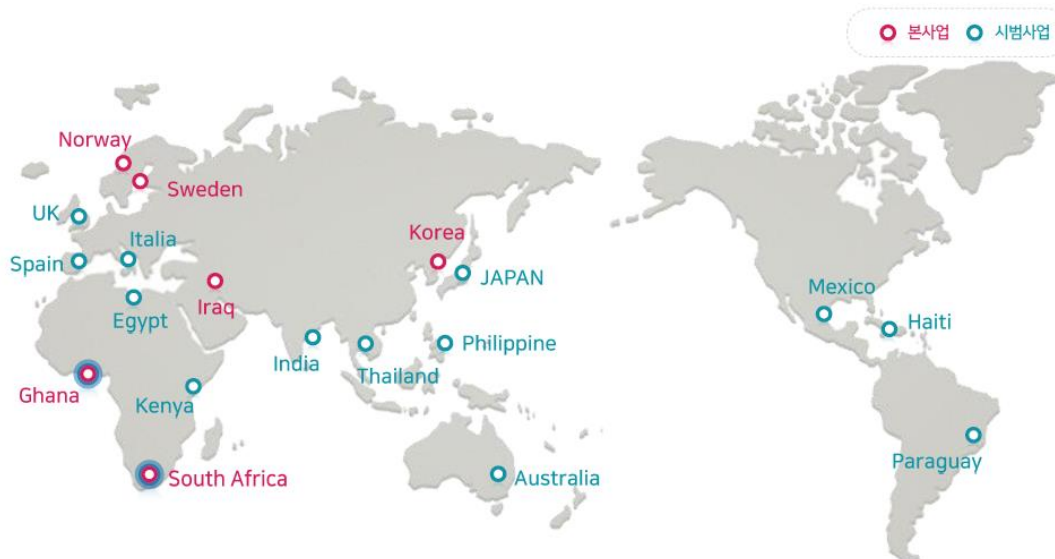 본사업 시범사업
Norway
Sweden
UK
Italia
Korea
Spain
JAPAN
Iraq
Mexico
Egypt
Haiti
India
Philippine
Thailand
Ghana
Kenya
Paraguay
South Africa
Australia